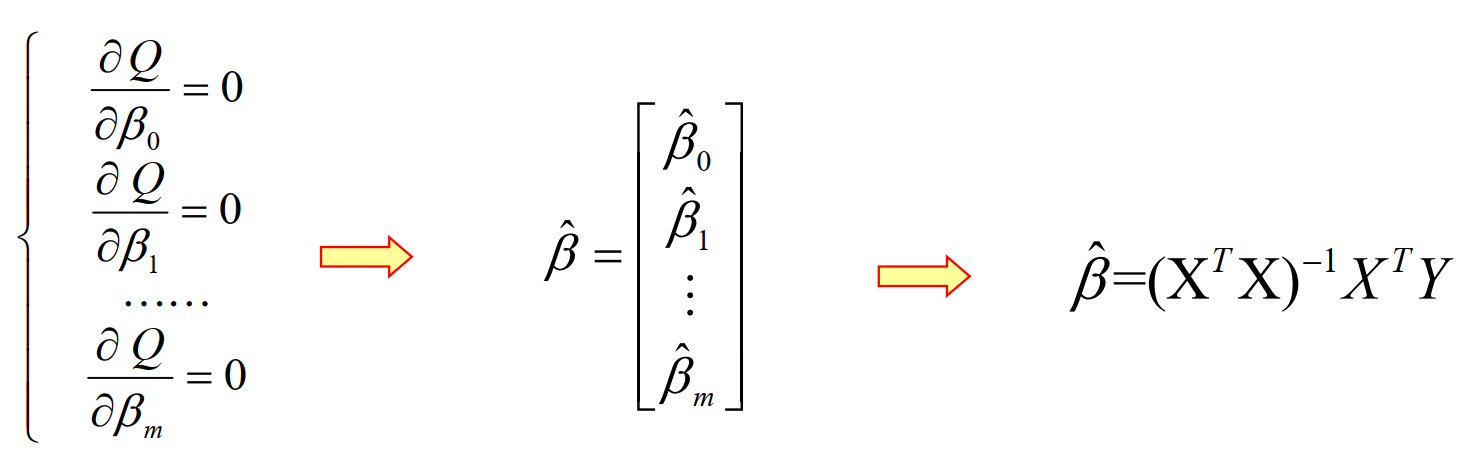 ∂Q/∂β₀ = 0
∂Q/∂β₁ = 0
……
∂Q/∂βₘ = 0
β̂ = [β̂₀ β̂₁ ⋮ β̂ₘ]
β̂=(XᵀX)⁻¹XᵀY